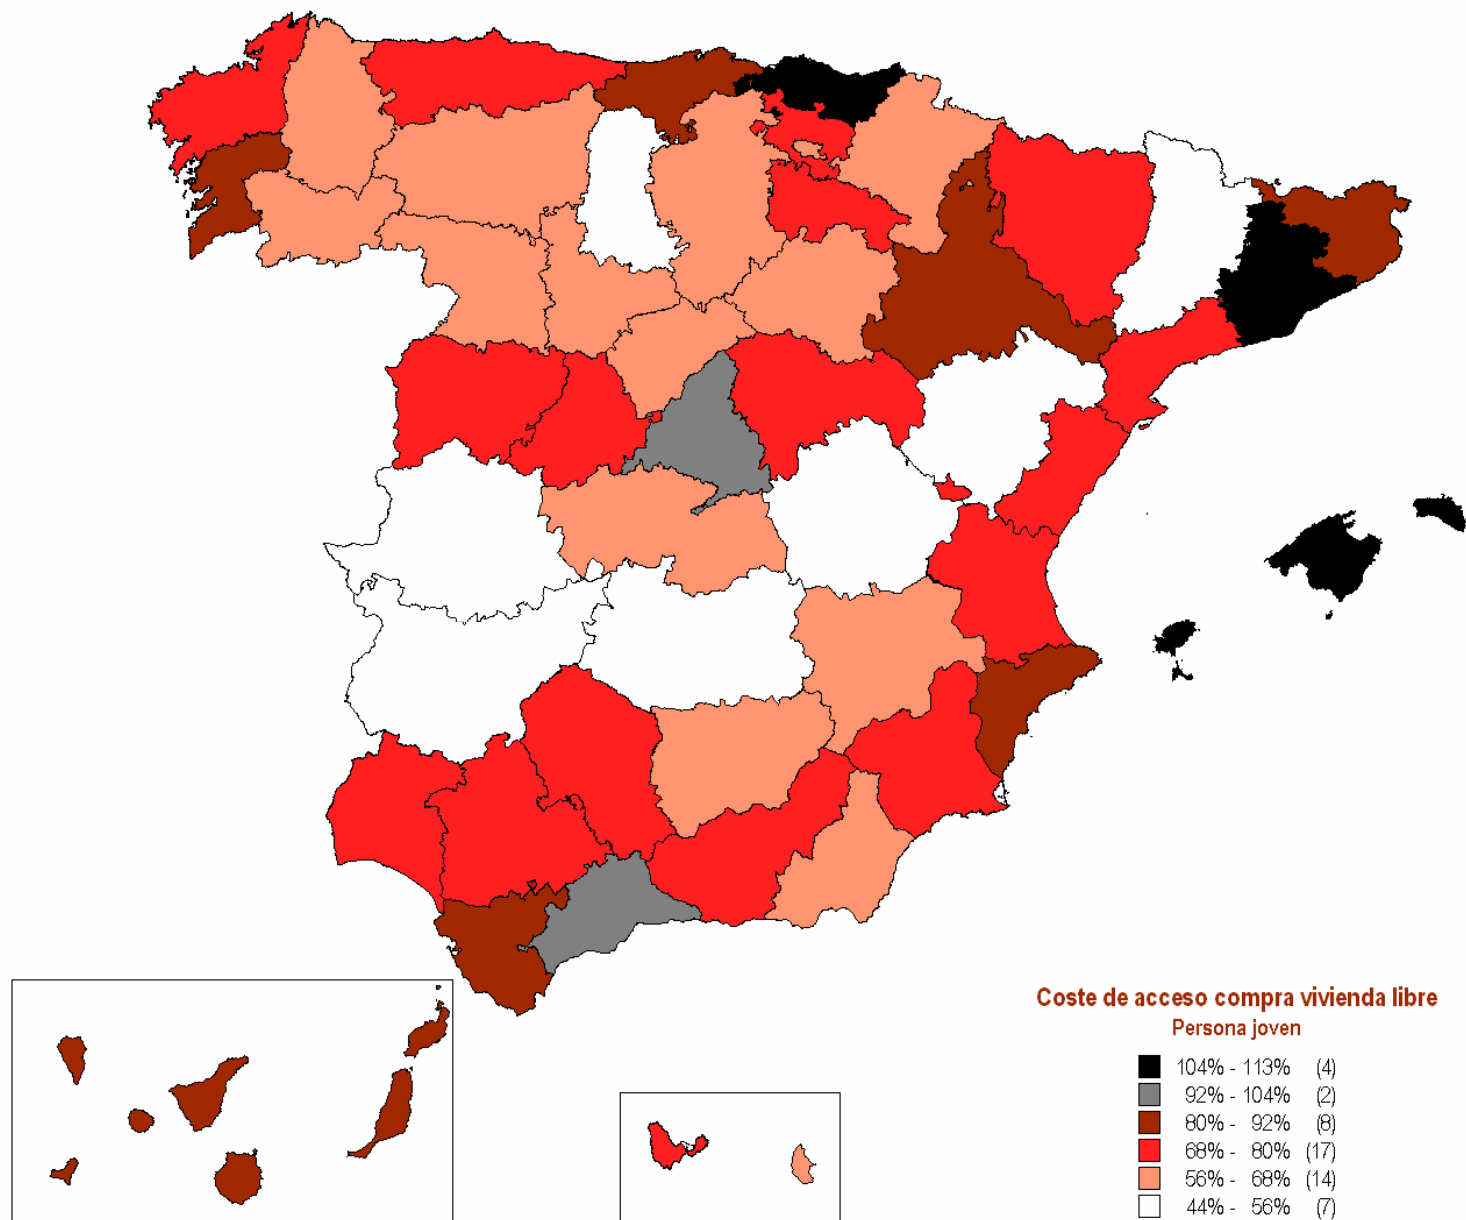 Coste de acceso compra vivienda libre
Persona joven
104% - 113% (4)
92% - 104% (2)
80% - 92% (8)
68% - 80% (17)
56% - 68% (14)
44% - 56% (7)